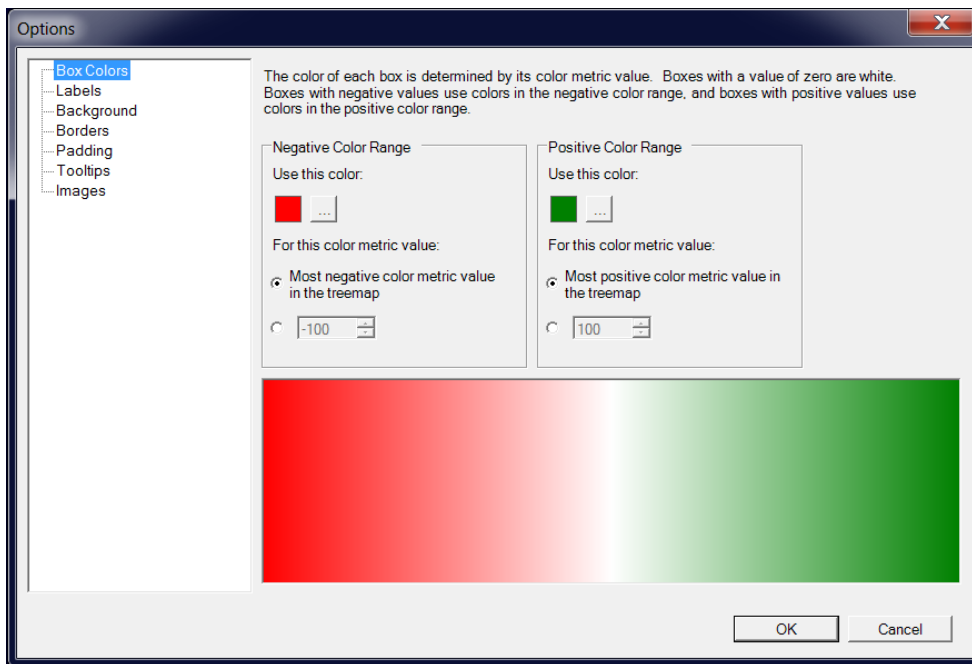 Options
X
Box Colors
Labels
Background
Borders
Padding
Tooltips
Images
The color of each box is determined by its color metric value.  Boxes with a value of zero are white.
Boxes with negative values use colors in the negative color range, and boxes with positive values use
colors in the positive color range.
Negative Color Range
Use this color:
...
For this color metric value:
Most negative color metric value
in the treemap
-100
Positive Color Range
Use this color:
...
For this color metric value:
Most positive color metric value in
the treemap
100
OK
Cancel